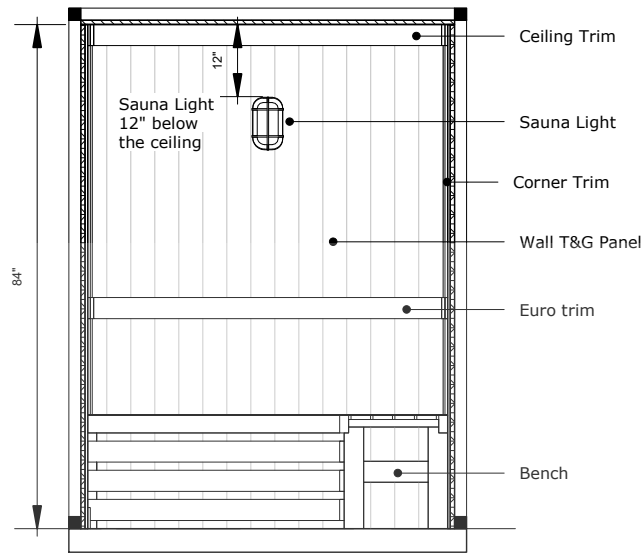 Ceiling Trim
12"
Sauna Light
12" below
the ceiling
Sauna Light
Corner Trim
Wall T&G Panel
84"
Euro trim
Bench